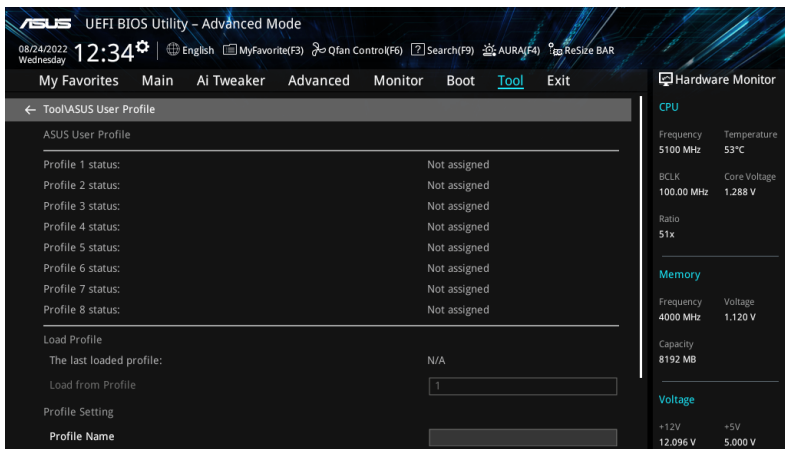 ASUS UEFI BIOS Utility – Advanced Mode
08/24/2022 Wednesday 12:34 English MyFavorite(F3) Qfan Control(F6) ? Search(F9) AURA(F4) ReSize BAR
My Favorites Main Ai Tweaker Advanced Monitor Boot Tool Exit
← Tool\ASUS User Profile
ASUS User Profile
Profile 1 status: Not assigned
Profile 2 status: Not assigned
Profile 3 status: Not assigned
Profile 4 status: Not assigned
Profile 5 status: Not assigned
Profile 6 status: Not assigned
Profile 7 status: Not assigned
Profile 8 status: Not assigned
Load Profile
The last loaded profile: N/A
Load from Profile 1
Profile Setting
Profile Name
Hardware Monitor
CPU
Frequency Temperature
5100 MHz 53°C
BCLK Core Voltage
100.00 MHz 1.288 V
Ratio
51x
Memory
Frequency Voltage
4000 MHz 1.120 V
Capacity
8192 MB
Voltage
+12V +5V
12.096 V 5.000 V